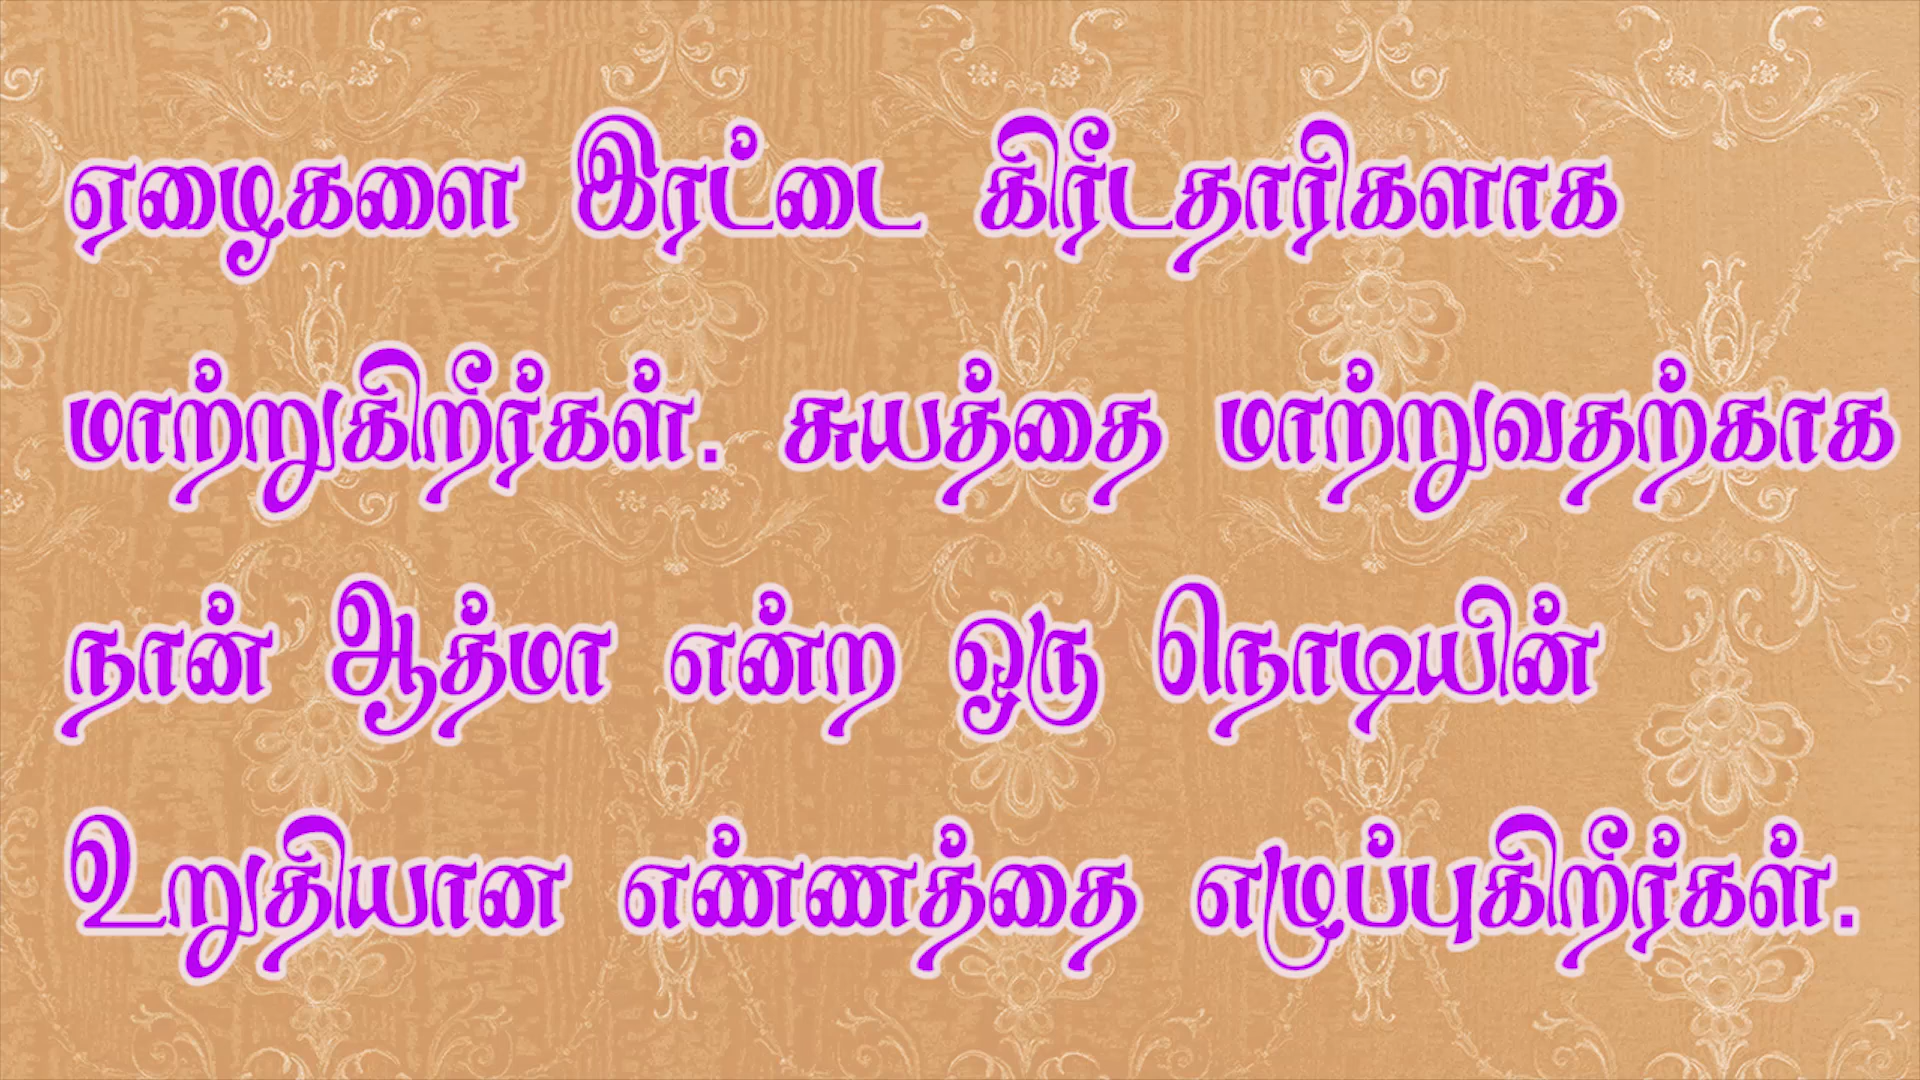 ஏழைகளை இரட்டை கிரீடதாரிகளாக
மாற்றுகிறீர்கள். சுயத்தை மாற்றுவதற்காக
நான் ஆத்மா என்ற ஒரு நொடியின்
உறுதியான எண்ணத்தை எழுப்புகிறீர்கள்.